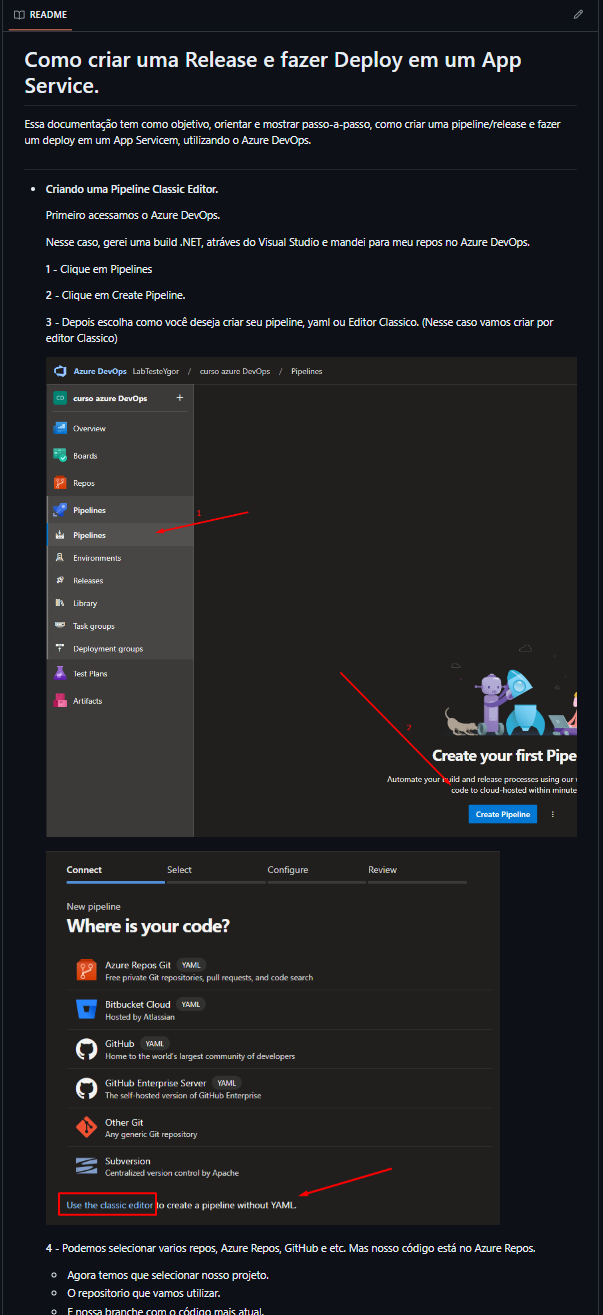 README
Como criar uma Release e fazer Deploy em um App
Service.
Essa documentação tem como objetivo, orientar e mostrar passo-a-passo, como criar uma pipeline/release e fazer
um deploy em um App Servicem, utilizando o Azure DevOps.
Criando uma Pipeline Classic Editor.
Primeiro acessamos o Azure DevOps.
Nesse caso, gerei uma build .NET, atráves do Visual Studio e mandei para meu repos no Azure DevOps.
1 - Clique em Pipelines
2 - Clique em Create Pipeline.
3 - Depois escolha como você deseja criar seu pipeline, yaml ou Editor Classico. (Nesse caso vamos criar por
editor Classico)
Azure DevOps LabTesteYgor / curso azure DevOps / Pipelines
CD curso azure DevOps +
Overview
Boards
Repos
Pipelines
1
Pipelines
Environments
Releases
Library
Task groups
Deployment groups
Test Plans
Artifacts
2
Create your first Pipe
Automate your build and release processes using our
code to cloud-hosted within minute
Create Pipeline
Connect Select Configure Review
New pipeline
Where is your code?
Azure Repos Git YAML
Free private Git repositories, pull requests, and code search
Bitbucket Cloud YAML
Hosted by Atlassian
GitHub YAML
Home to the world's largest community of developers
GitHub Enterprise Server YAML
The self-hosted version of GitHub Enterprise
Other Git
Any generic Git repository
Subversion
Centralized version control by Apache
Use the classic editor to create a pipeline without YAML.
4 - Podemos selecionar varios repos, Azure Repos, GitHub e etc. Mas nosso código está no Azure Repos.
Agora temos que selecionar nosso projeto.
O repositorio que vamos utilizar.
E nossa branche com o código mais atual.